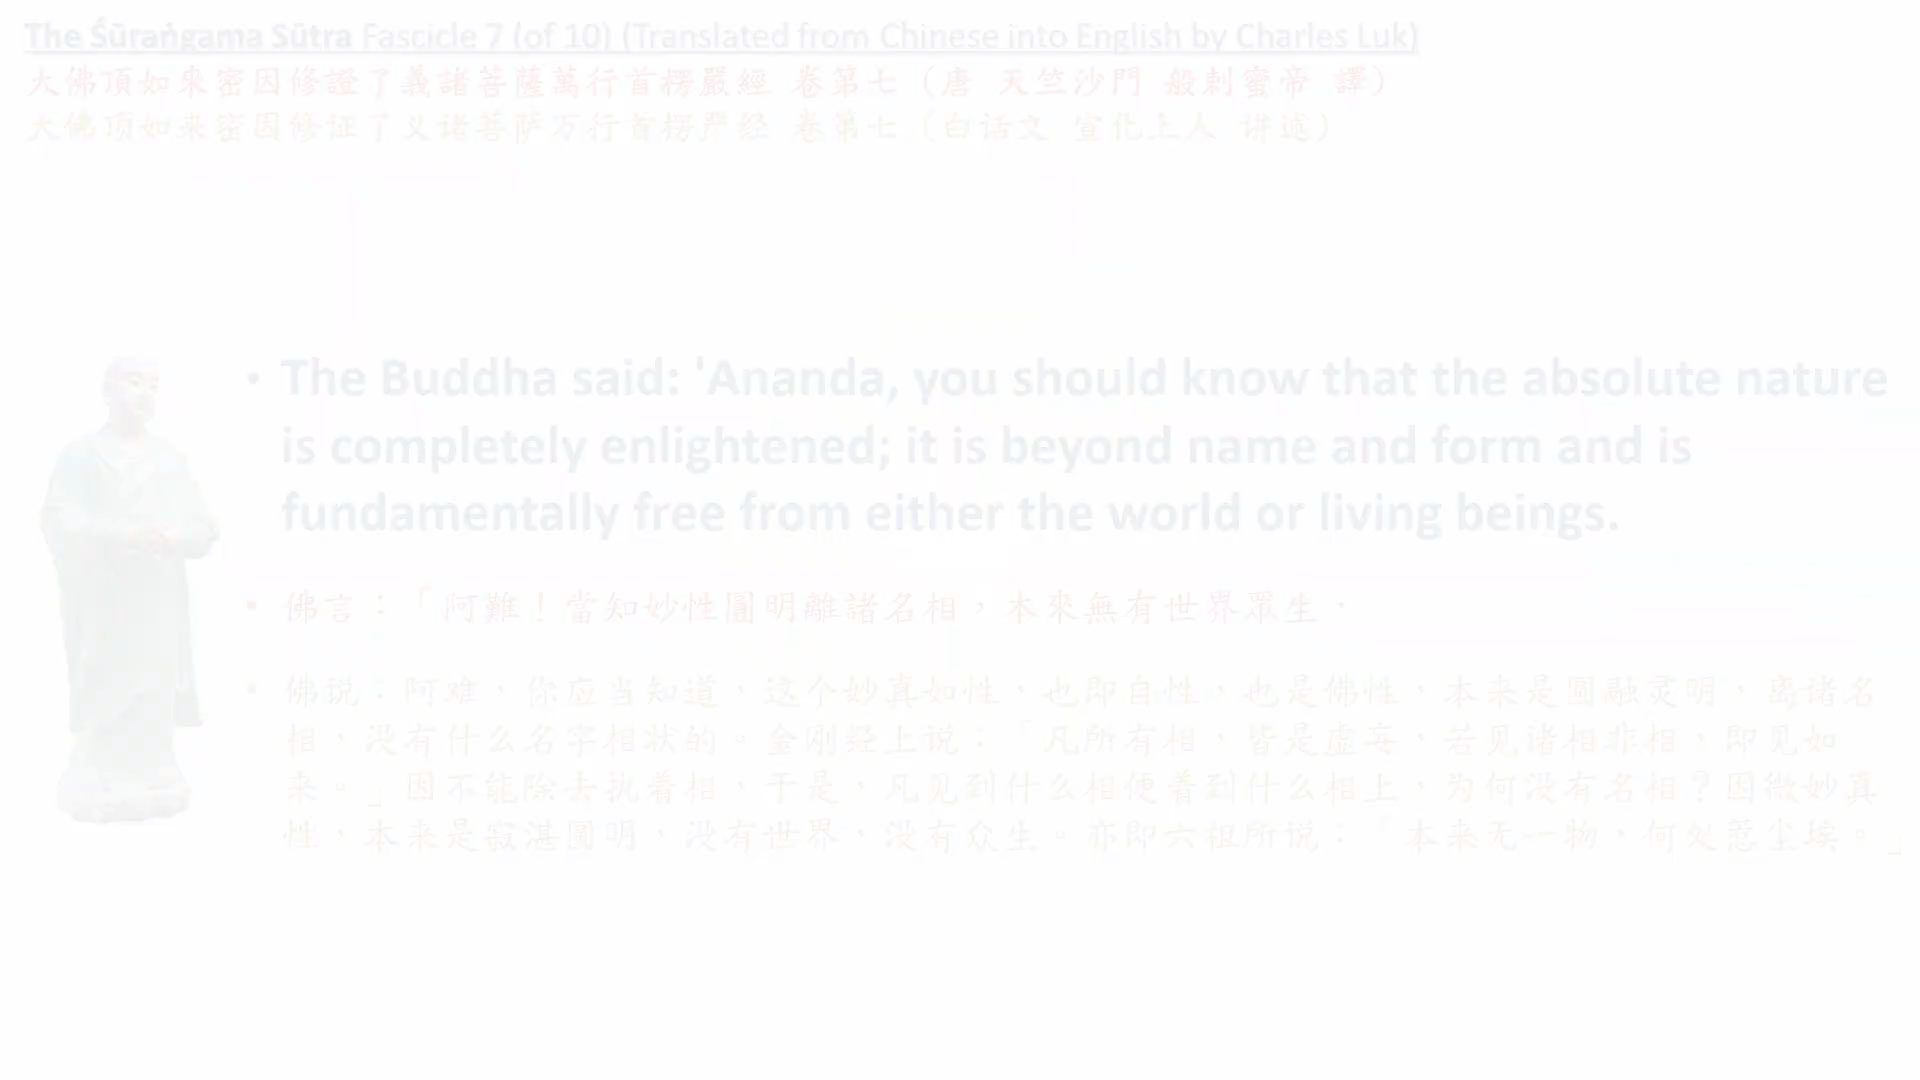 The Śūraṅgama Sūtra Fascicle 7 (of 10) (Translated from Chinese into English by Charles Luk)
大佛頂如來密因修證了義諸菩薩萬行首楞嚴經 卷第七（唐 天竺沙門 般剌蜜帝 譯）
大佛顶如来密因修证了义诸菩萨万行首楞严经 卷第七（白话文 宣化上人 讲述）
• The Buddha said: 'Ananda, you should know that the absolute nature
is completely enlightened; it is beyond name and form and is
fundamentally free from either the world or living beings.
• 佛言：「阿難！當知妙性圓明離諸名相，本來無有世界眾生。
• 佛说：阿难，你应当知道，这个妙真如性，也即自性，也是佛性，本来是圆融灵明，离诸名
相，没有什么名字相状的。金刚经上说：「凡所有相，皆是虚妄，若见诸相非相，即见如
来。」因不能除去执着相，于是，凡见到什么相便着到什么相上，为何没有名相？因微妙真
性，本来是寂湛圆明，没有世界，没有众生。亦即六祖所说：「本来无一物，何处惹尘埃。」